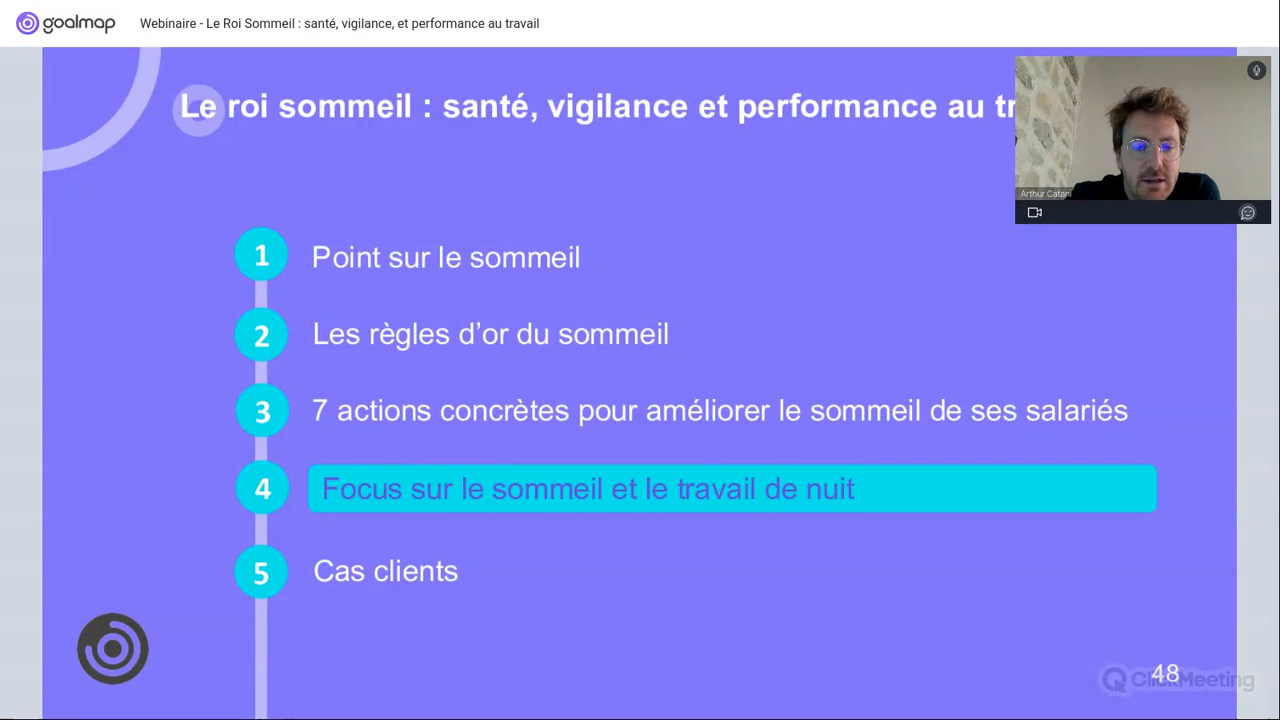 goalmap
Webinaire - Le Roi Sommeil : santé, vigilance, et performance au travail
Le roi sommeil : santé, vigilance et performance au tr
Arthur Catani
1 Point sur le sommeil
2 Les règles d’or du sommeil
3 7 actions concrètes pour améliorer le sommeil de ses salariés
4 Focus sur le sommeil et le travail de nuit
5 Cas clients
48
ClickMeeting